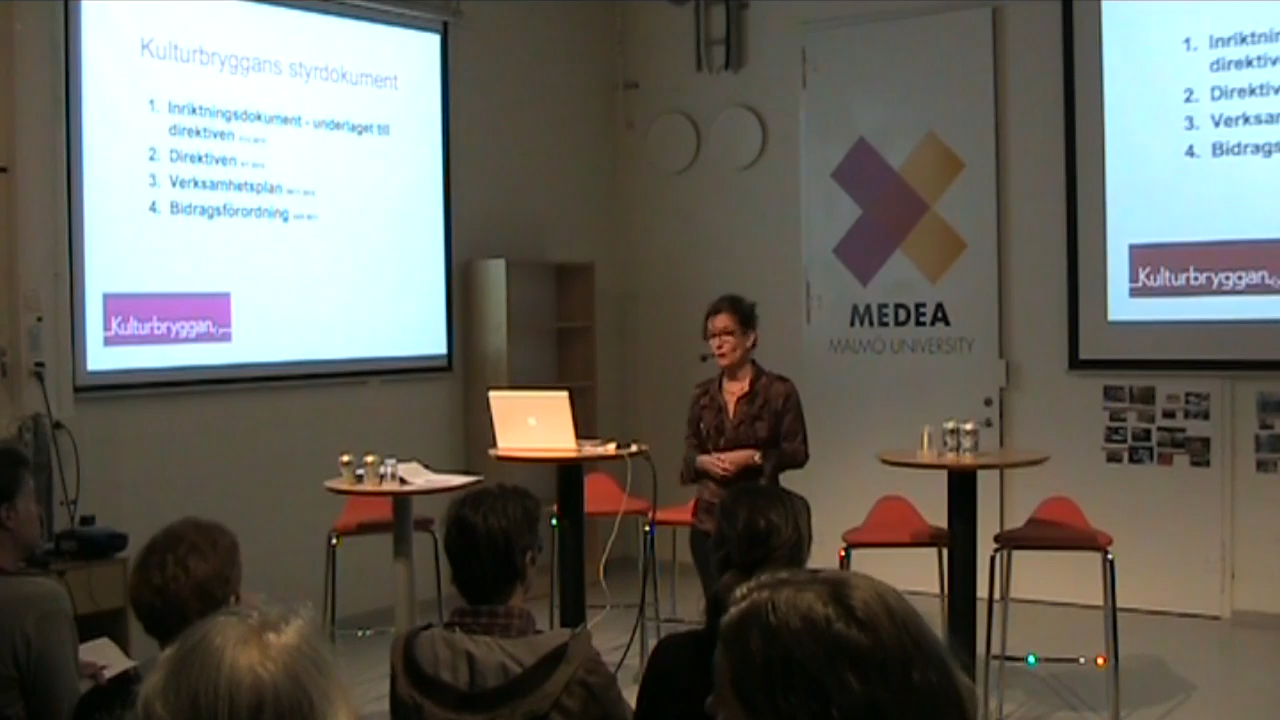 Kulturbryggans styrdokument
1. Inriktningsdokument - underlaget till
direktiven
2. Direktiven
3. Verksamhetsplan
4. Bidragsförordning
Kulturbryggan
MEDEA
MALMÖ UNIVERSITY
1. Inriktnin
direktiv
2. Direktiv
3. Verksam
4. Bidrags
Kulturbryggan